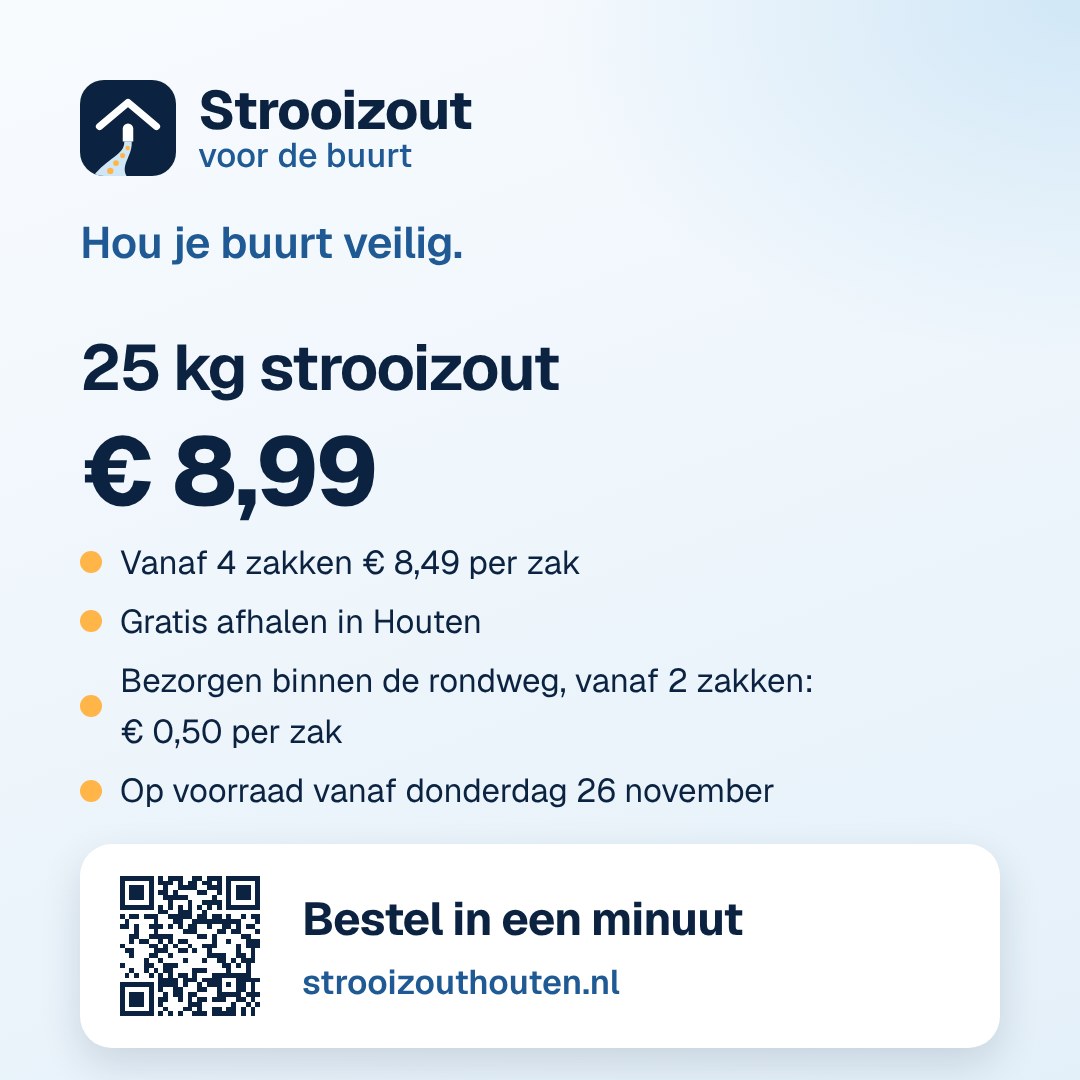 Strooizout
voor de buurt
Hou je buurt veilig.
25 kg strooizout
€ 8,99
Vanaf 4 zakken € 8,49 per zak
Gratis afhalen in Houten
Bezorgen binnen de rondweg, vanaf 2 zakken:
€ 0,50 per zak
Op voorraad vanaf donderdag 26 november
Bestel in een minuut
strooizouthouten.nl